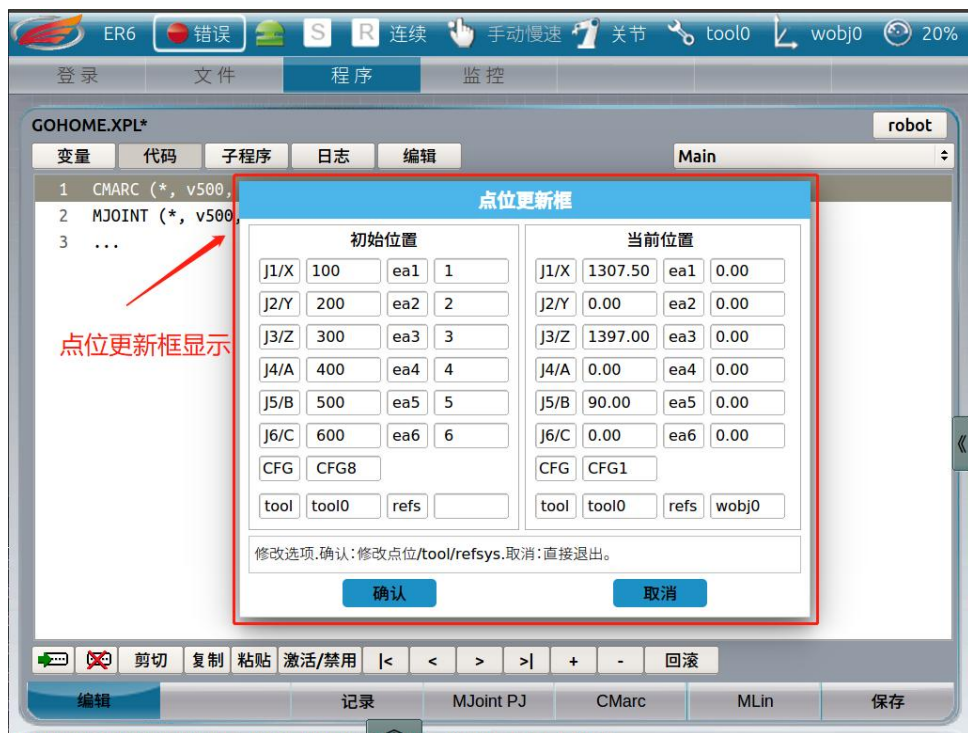 ER6 错误 S R 连续 手动慢速 关节 tool0 wobj0 20%
登录 文件 程序 监控
GOHOME.XPL* robot
变量 代码 子程序 日志 编辑 Main
1 CMARC (*, v500,
2 MJOINT (*, v500,
3 ...
点位更新框显示
点位更新框
初始位置 当前位置
J1/X 100 ea1 1 J1/X 1307.50 ea1 0.00
J2/Y 200 ea2 2 J2/Y 0.00 ea2 0.00
J3/Z 300 ea3 3 J3/Z 1397.00 ea3 0.00
J4/A 400 ea4 4 J4/A 0.00 ea4 0.00
J5/B 500 ea5 5 J5/B 90.00 ea5 0.00
J6/C 600 ea6 6 J6/C 0.00 ea6 0.00
CFG CFG8 CFG CFG1
tool tool0 refs tool tool0 refs wobj0
修改选项.确认:修改点位/tool/refsys.取消:直接退出。
确认 取消
剪切 复制 粘贴 激活/禁用 |< < > >| + - 回滚
编辑 记录 MJoint PJ CMarc MLin 保存